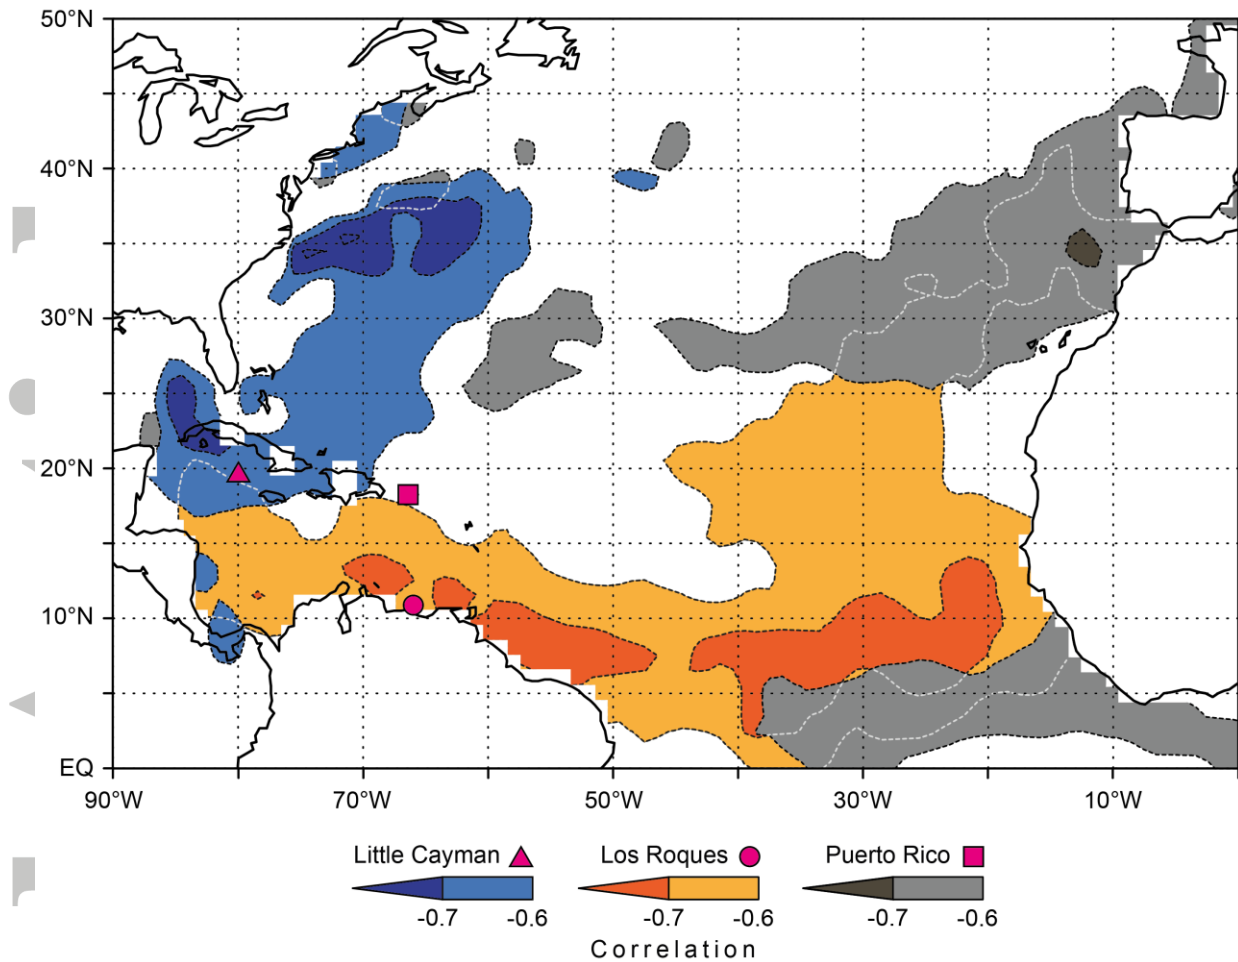 50°N
40°N
30°N
20°N
10°N
EQ
90°W 70°W 50°W 30°W 10°W
Little Cayman Los Roques Puerto Rico
-0.7 -0.6 -0.7 -0.6 -0.7 -0.6
Correlation